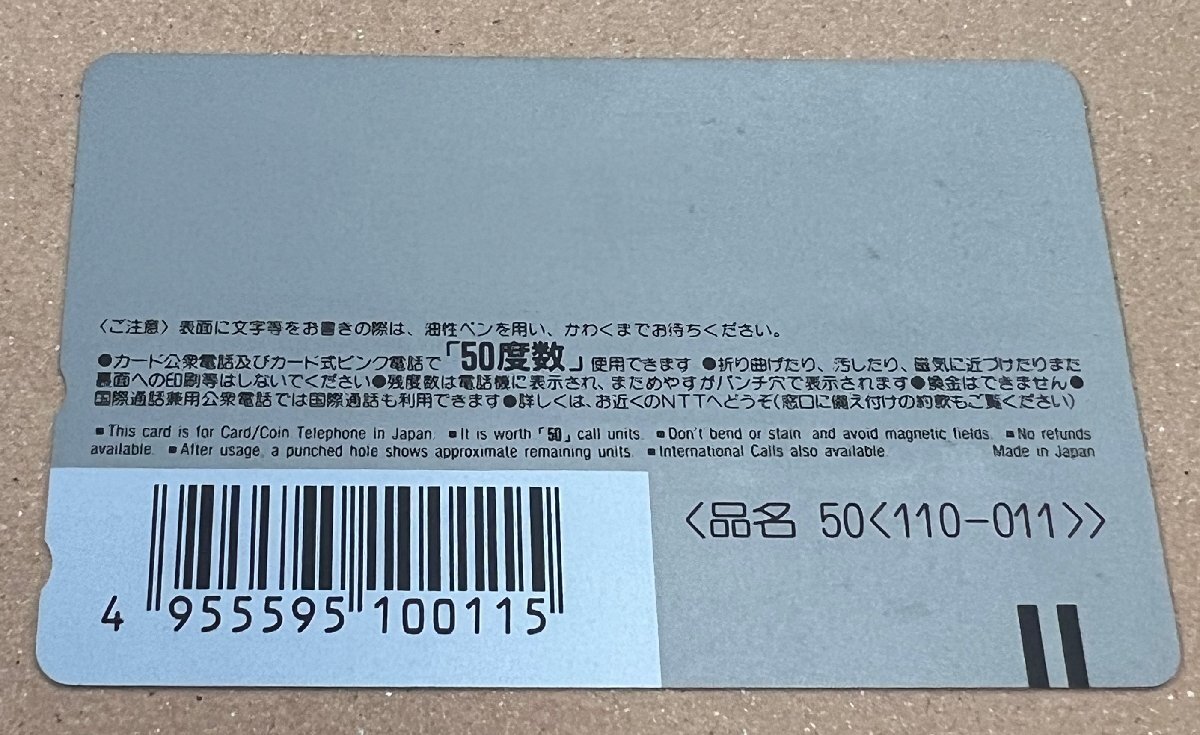 〈ご注意〉表面に文字等をお書きの際は、油性ペンを用い、かわくまでお待ちください。
●カード公衆電話及びカード式ピンク電話で「50度数」使用できます ●折り曲げたり、汚したり、磁気に近づけたりまた
裏面への印刷等はしないでください●残度数は電話機に表示され、まためやすがパンチ穴で表示されます●換金はできません●
国際通話兼用公衆電話では国際通話も利用できます●詳しくは、お近くのNTTへどうぞ(窓口に備え付けの約款もご覧ください)
■This card is for Card/Coin Telephone in Japan. ■It is worth「50」call units. ■Don't bend or stain and avoid magnetic fields. ■No refunds
available. ■After usage, a punched hole shows approximate remaining units. ■International Calls also available. Made in Japan
〈品名 50〈110-011〉〉
4 955595 100115